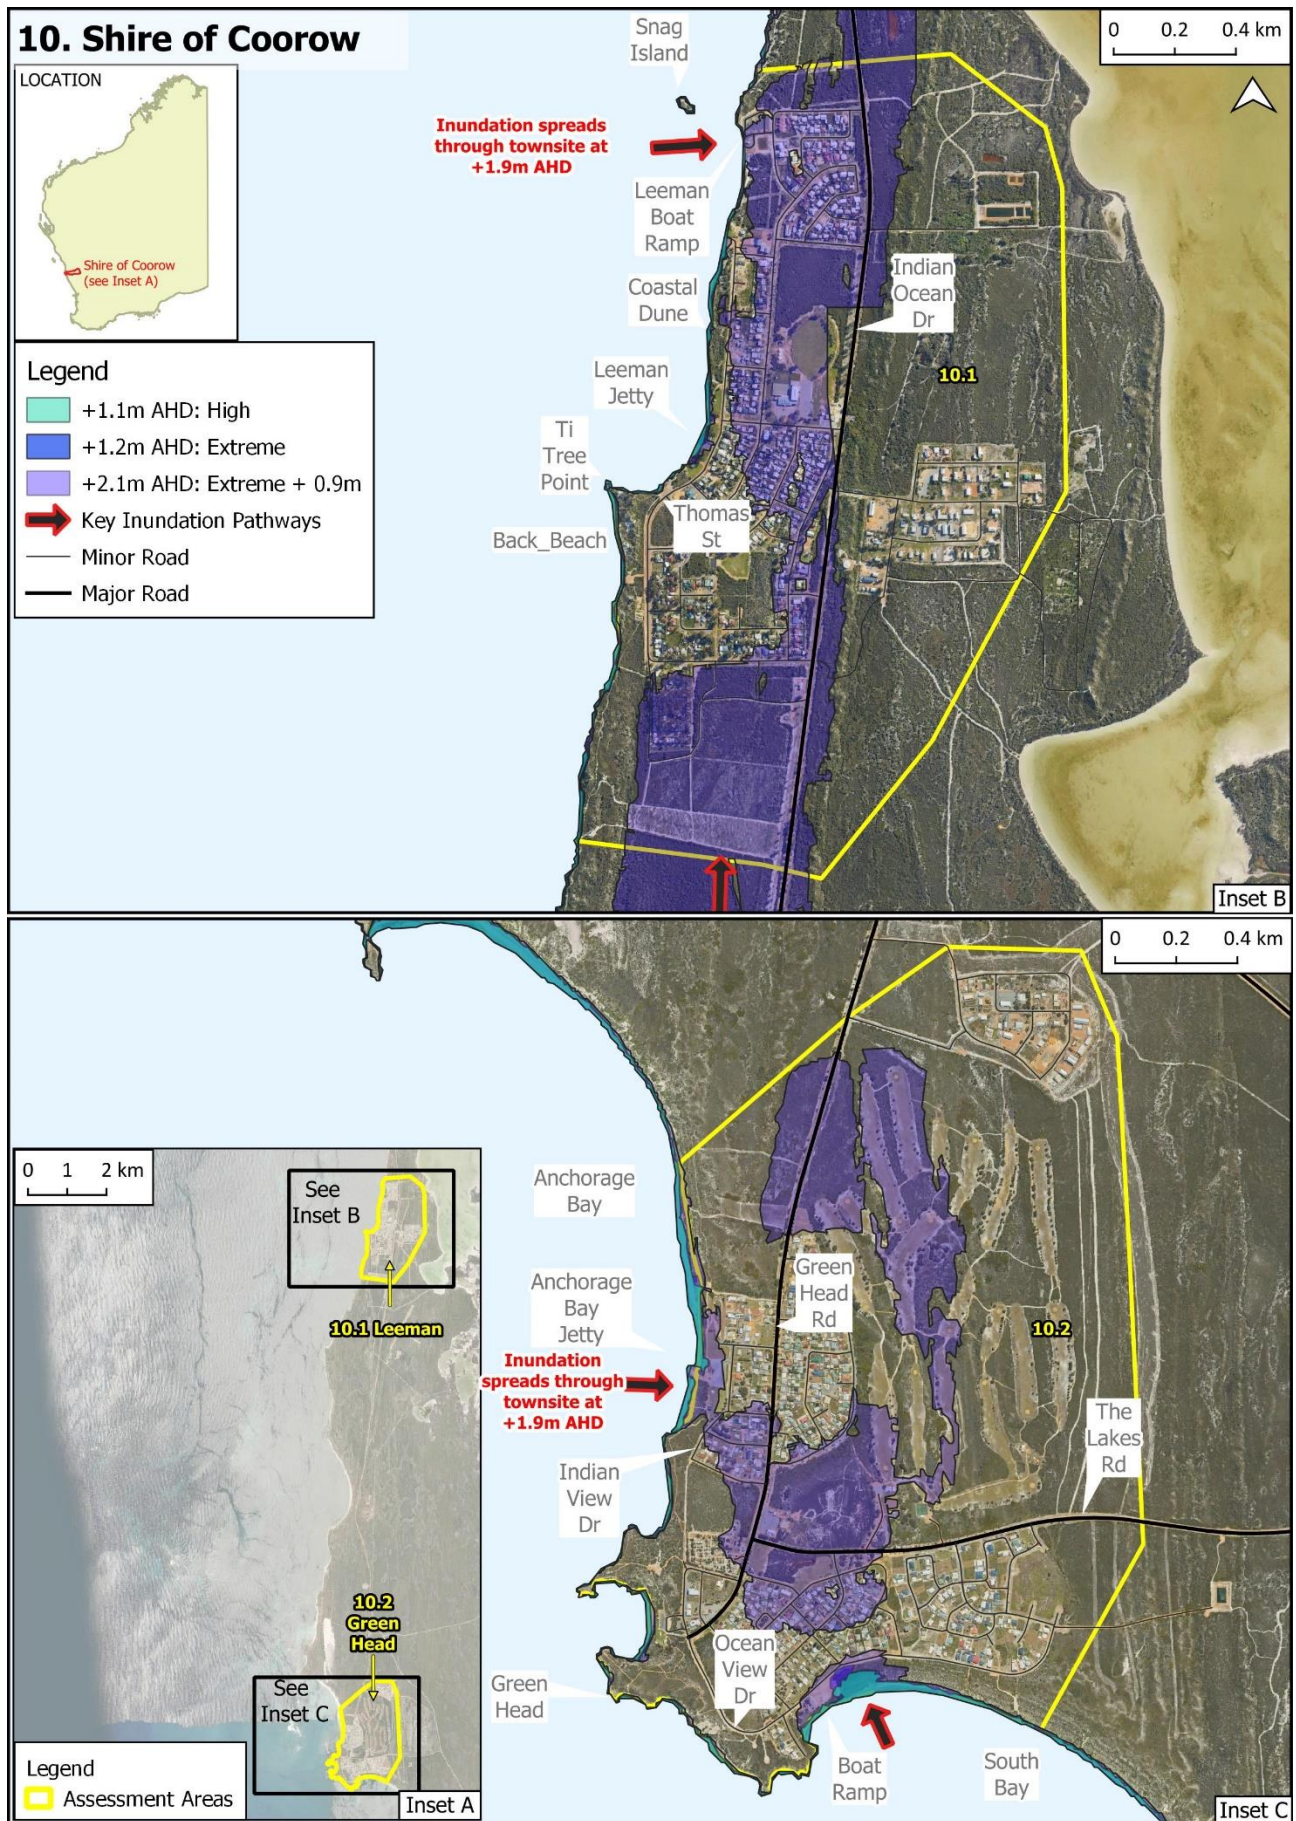 10. Shire of Coorow
LOCATION
Shire of Coorow
(see Inset A)
Legend
+1.1m AHD: High
+1.2m AHD: Extreme
+2.1m AHD: Extreme + 0.9m
Key Inundation Pathways
Minor Road
Major Road
Snag
Island
Inundation spreads
through townsite at
+1.9m AHD
Leeman
Boat
Ramp
Coastal
Dune
Leeman
Jetty
Ti
Tree
Point
Back_Beach
Thomas
St
Indian
Ocean
Dr
10.1
0 0.2 0.4 km
Inset B
0 0.2 0.4 km
Anchorage
Bay
Anchorage
Bay
Jetty
Inundation
spreads through
townsite at
+1.9m AHD
Indian
View
Dr
Green
Head
Rd
10.2
The
Lakes
Rd
Green
Head
Ocean
View
Dr
Boat
Ramp
South
Bay
Inset C
0 1 2 km
See
Inset B
10.1 Leeman
10.2
Green
Head
See
Inset C
Legend
Assessment Areas
Inset A